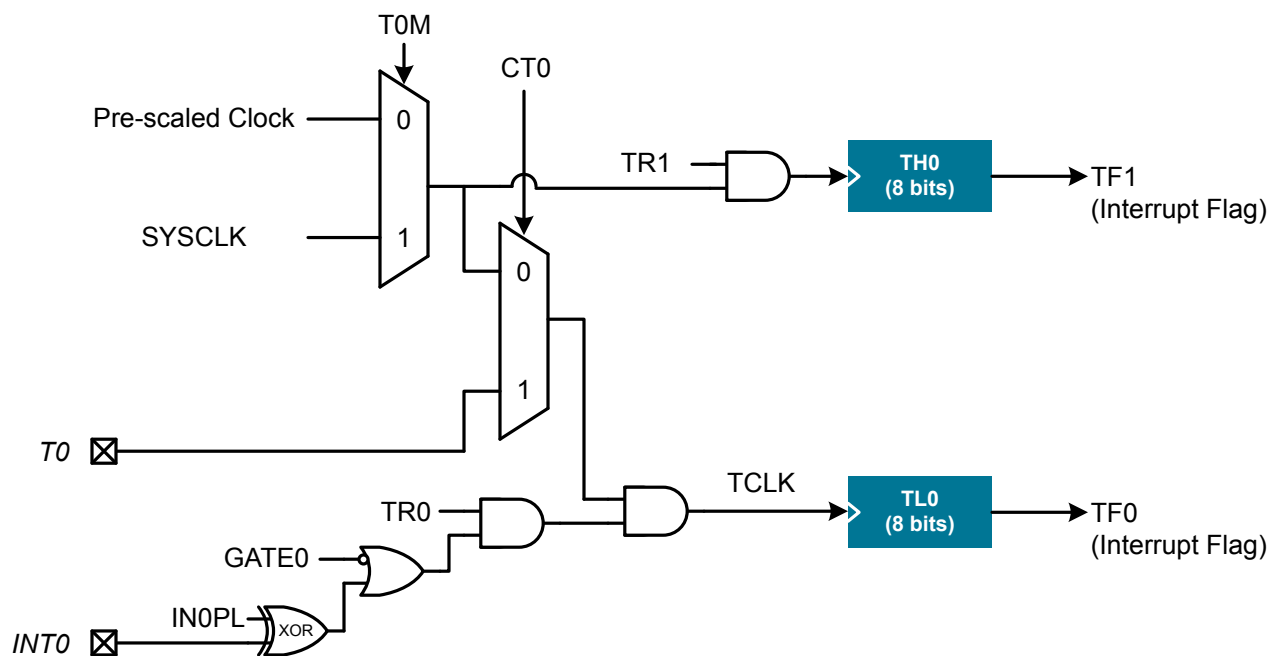 T0M
CT0
Pre-scaled Clock
0
TR1
TH0
(8 bits)
TF1
(Interrupt Flag)
SYSCLK
1
0
1
T0
TCLK
TL0
(8 bits)
TF0
(Interrupt Flag)
TR0
GATE0
IN0PL
XOR
INT0